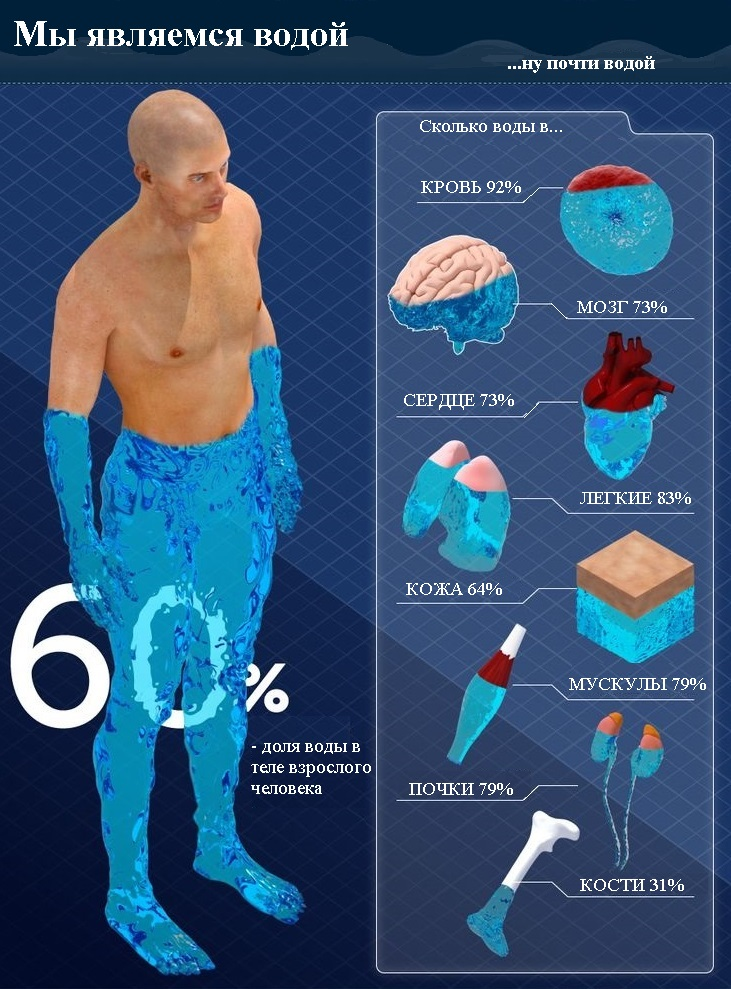 Мы являемся водой
...ну почти водой
Сколько воды в...
КРОВЬ 92%
МОЗГ 73%
СЕРДЦЕ 73%
ЛЕГКИЕ 83%
КОЖА 64%
МУСКУЛЫ 79%
ПОЧКИ 79%
КОСТИ 31%
60%
- доля воды в
теле взрослого
человека